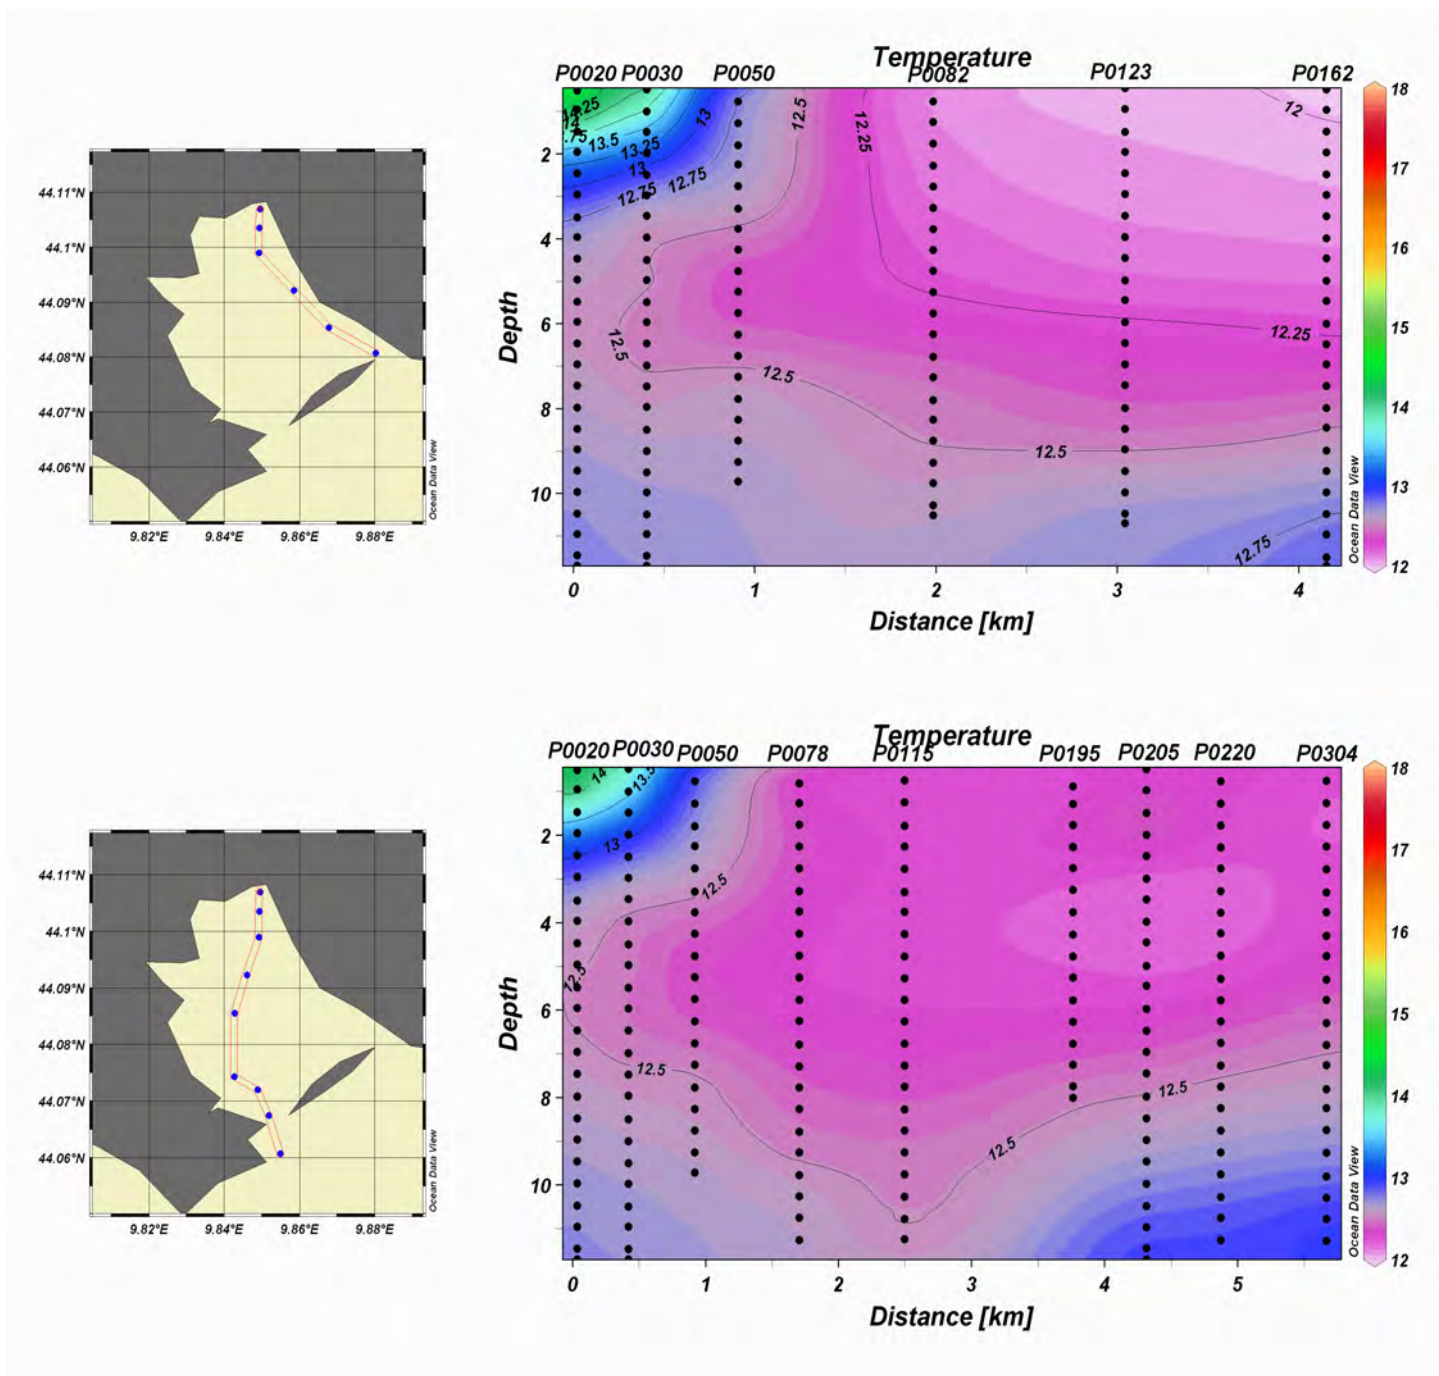 Temperature
P0020 P0030 P0050 P0082 P0123 P0162
14.25
14
13.75
13.5
13.25
13
12.75
12.75
13
12.5
12.25
12
12.5
12.5
12.25
12.5
12.75
2
4
6
8
10
Depth
0 1 2 3 4
Distance [km]
18
17
16
15
14
13
12
Ocean Data View
44.11°N
44.1°N
44.09°N
44.08°N
44.07°N
44.06°N
9.82°E 9.84°E 9.86°E 9.88°E
Ocean Data View
Temperature
P0020 P0030 P0050 P0078 P0115 P0195 P0205 P0220 P0304
14
13.5
13
12.5
12.5
12.5
12.5
12.5
2
4
6
8
10
Depth
0 1 2 3 4 5
Distance [km]
18
17
16
15
14
13
12
Ocean Data View
44.11°N
44.1°N
44.09°N
44.08°N
44.07°N
44.06°N
9.82°E 9.84°E 9.86°E 9.88°E
Ocean Data View